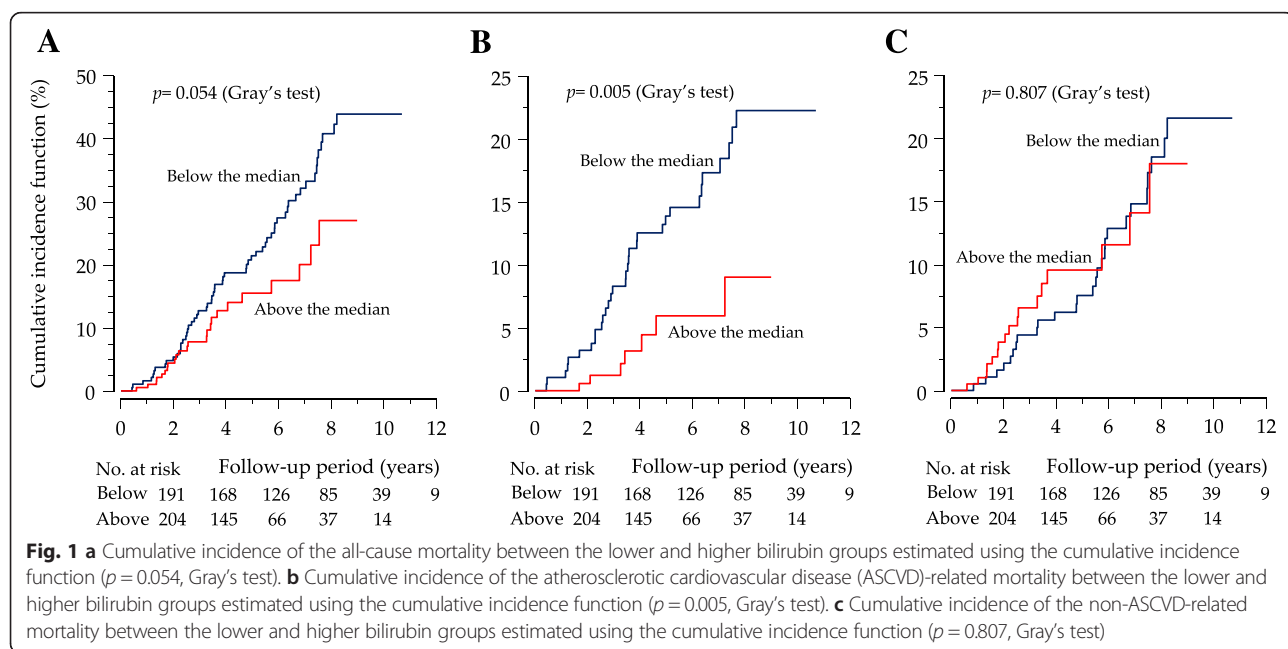 A
B
C
Cumulative incidence function (%)
50
40
30
20
10
0
p= 0.054 (Gray's test)
Below the median
Above the median
0 2 4 6 8 10 12
25
20
15
10
5
0
p= 0.005 (Gray's test)
Below the median
Above the median
0 2 4 6 8 10 12
25
20
15
10
5
0
p= 0.807 (Gray's test)
Below the median
Above the median
0 2 4 6 8 10 12
No. at risk Follow-up period (years)
Below 191 168 126 85 39 9
Above 204 145 66 37 14
No. at risk Follow-up period (years)
Below 191 168 126 85 39 9
Above 204 145 66 37 14
No. at risk Follow-up period (years)
Below 191 168 126 85 39 9
Above 204 145 66 37 14
Fig. 1 a Cumulative incidence of the all-cause mortality between the lower and higher bilirubin groups estimated using the cumulative incidence
function (p = 0.054, Gray's test). b Cumulative incidence of the atherosclerotic cardiovascular disease (ASCVD)-related mortality between the lower and
higher bilirubin groups estimated using the cumulative incidence function (p = 0.005, Gray's test). c Cumulative incidence of the non-ASCVD-related
mortality between the lower and higher bilirubin groups estimated using the cumulative incidence function (p = 0.807, Gray's test)